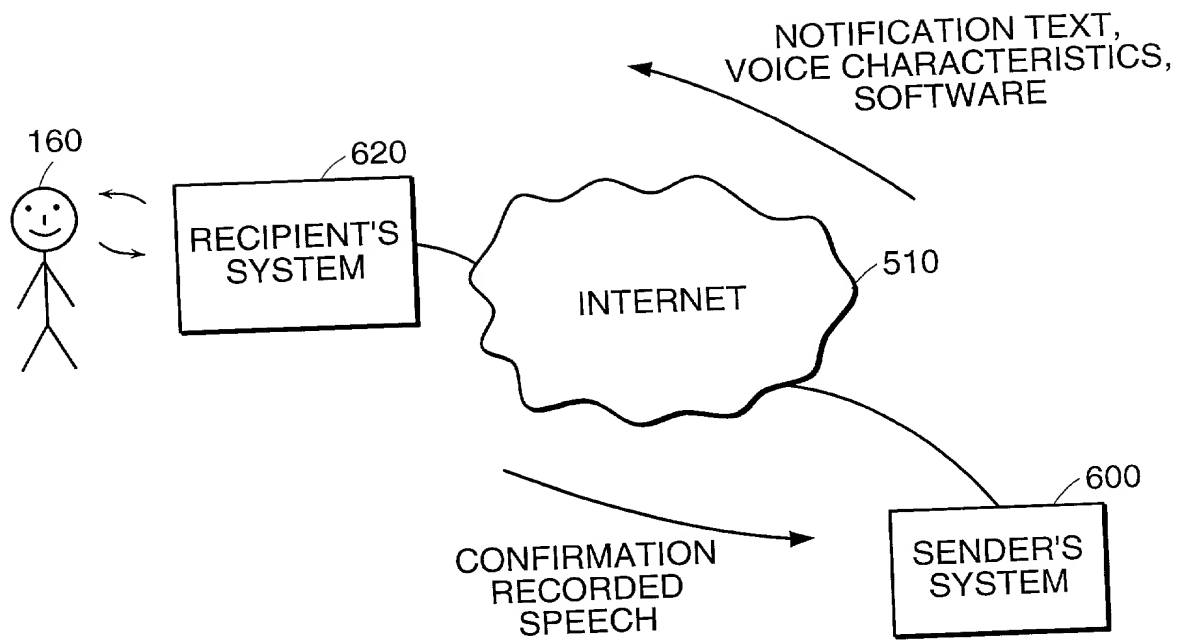 NOTIFICATION TEXT,
VOICE CHARACTERISTICS,
SOFTWARE
160
620
RECIPIENT'S
SYSTEM
510
INTERNET
600
SENDER'S
SYSTEM
CONFIRMATION
RECORDED
SPEECH